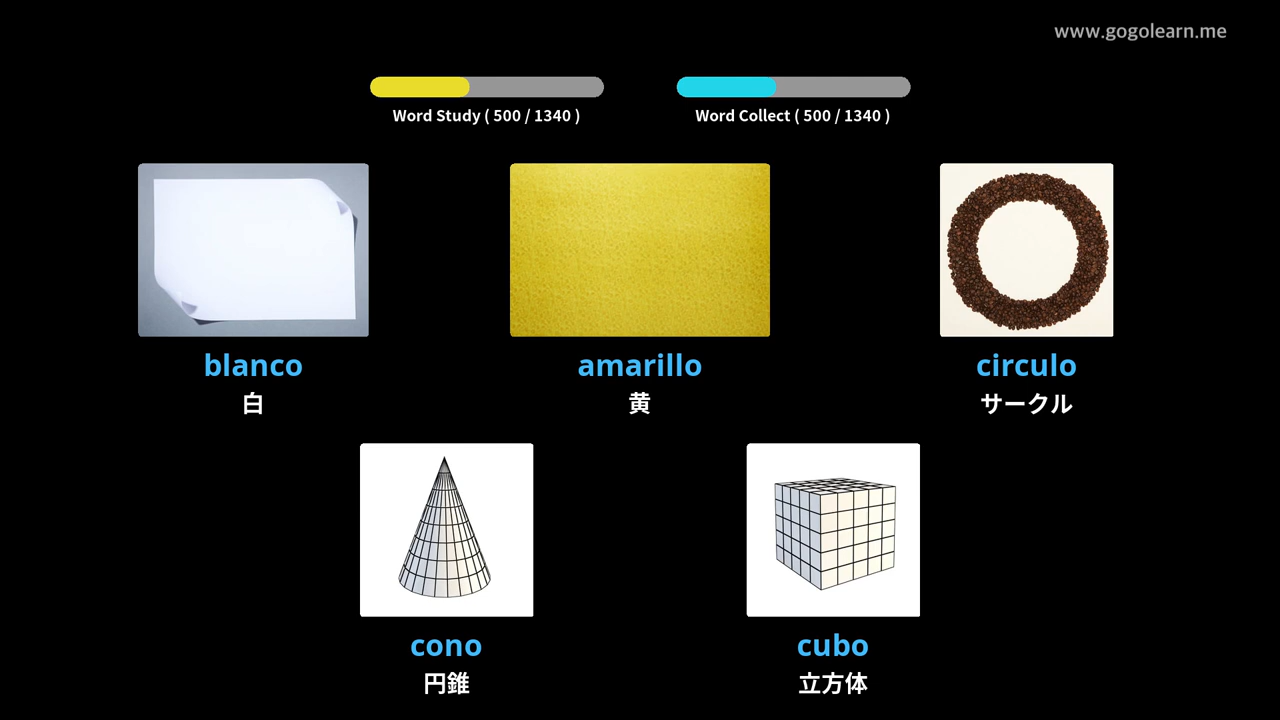 www.gogolearn.me
Word Study ( 500 / 1340 )
Word Collect ( 500 / 1340 )
blanco
白
amarillo
黄
circulo
サークル
cono
円錐
cubo
立方体